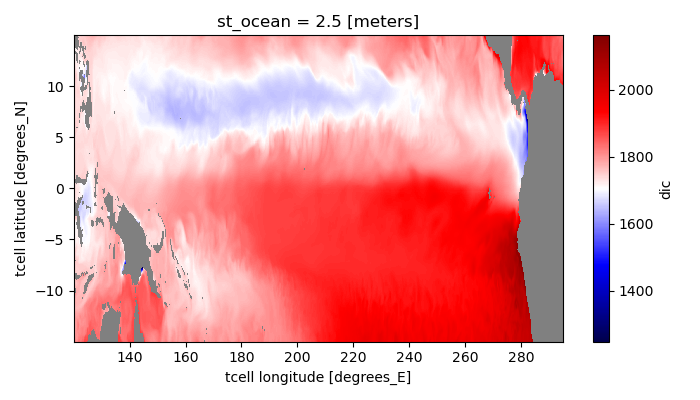 st_ocean = 2.5 [meters]
10
5
0
−5
−10
tcell latitude [degrees_N]
140 160 180 200 220 240 260 280
tcell longitude [degrees_E]
2000
1800
1600
1400
dic